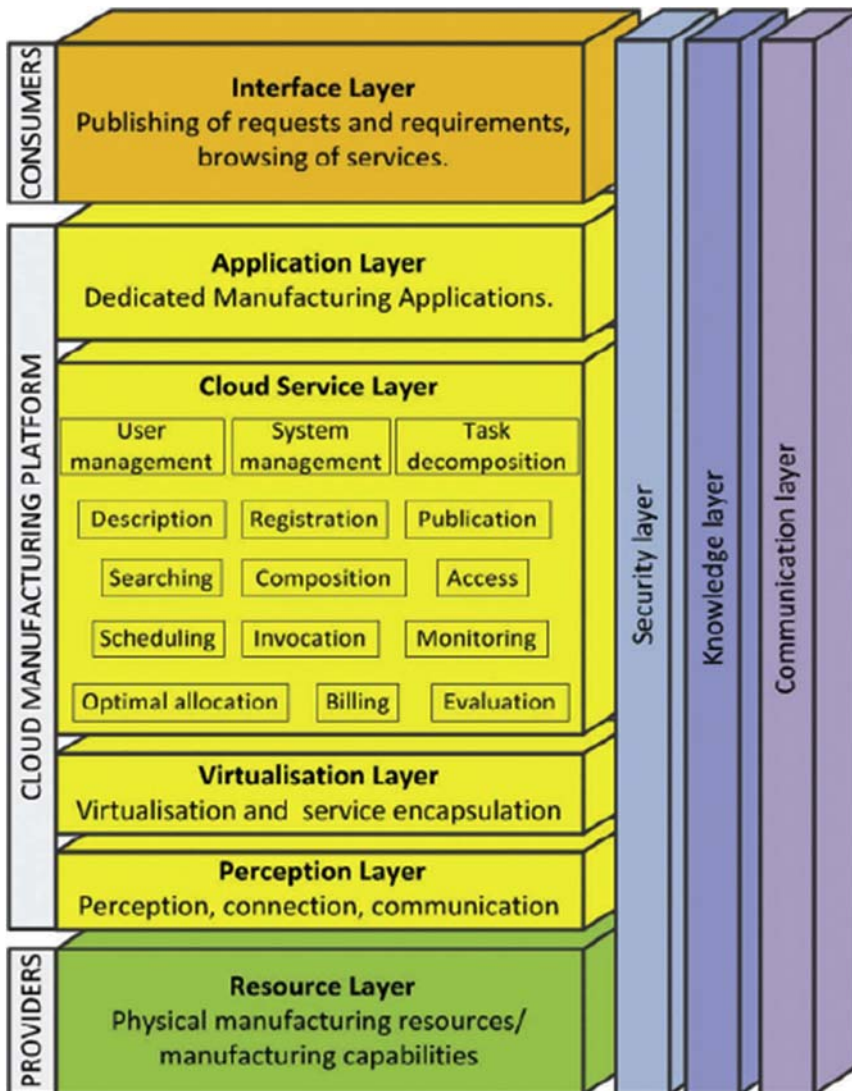 CONSUMERS
Interface Layer
Publishing of requests and requirements,
browsing of services.
CLOUD MANUFACTURING PLATFORM
Application Layer
Dedicated Manufacturing Applications.
Cloud Service Layer
User
management
System
management
Task
decomposition
Description
Registration
Publication
Searching
Composition
Access
Scheduling
Invocation
Monitoring
Optimal allocation
Billing
Evaluation
Virtualisation Layer
Virtualisation and service encapsulation
Perception Layer
Perception, connection, communication
PROVIDERS
Resource Layer
Physical manufacturing resources/
manufacturing capabilities
Security layer
Knowledge layer
Communication layer